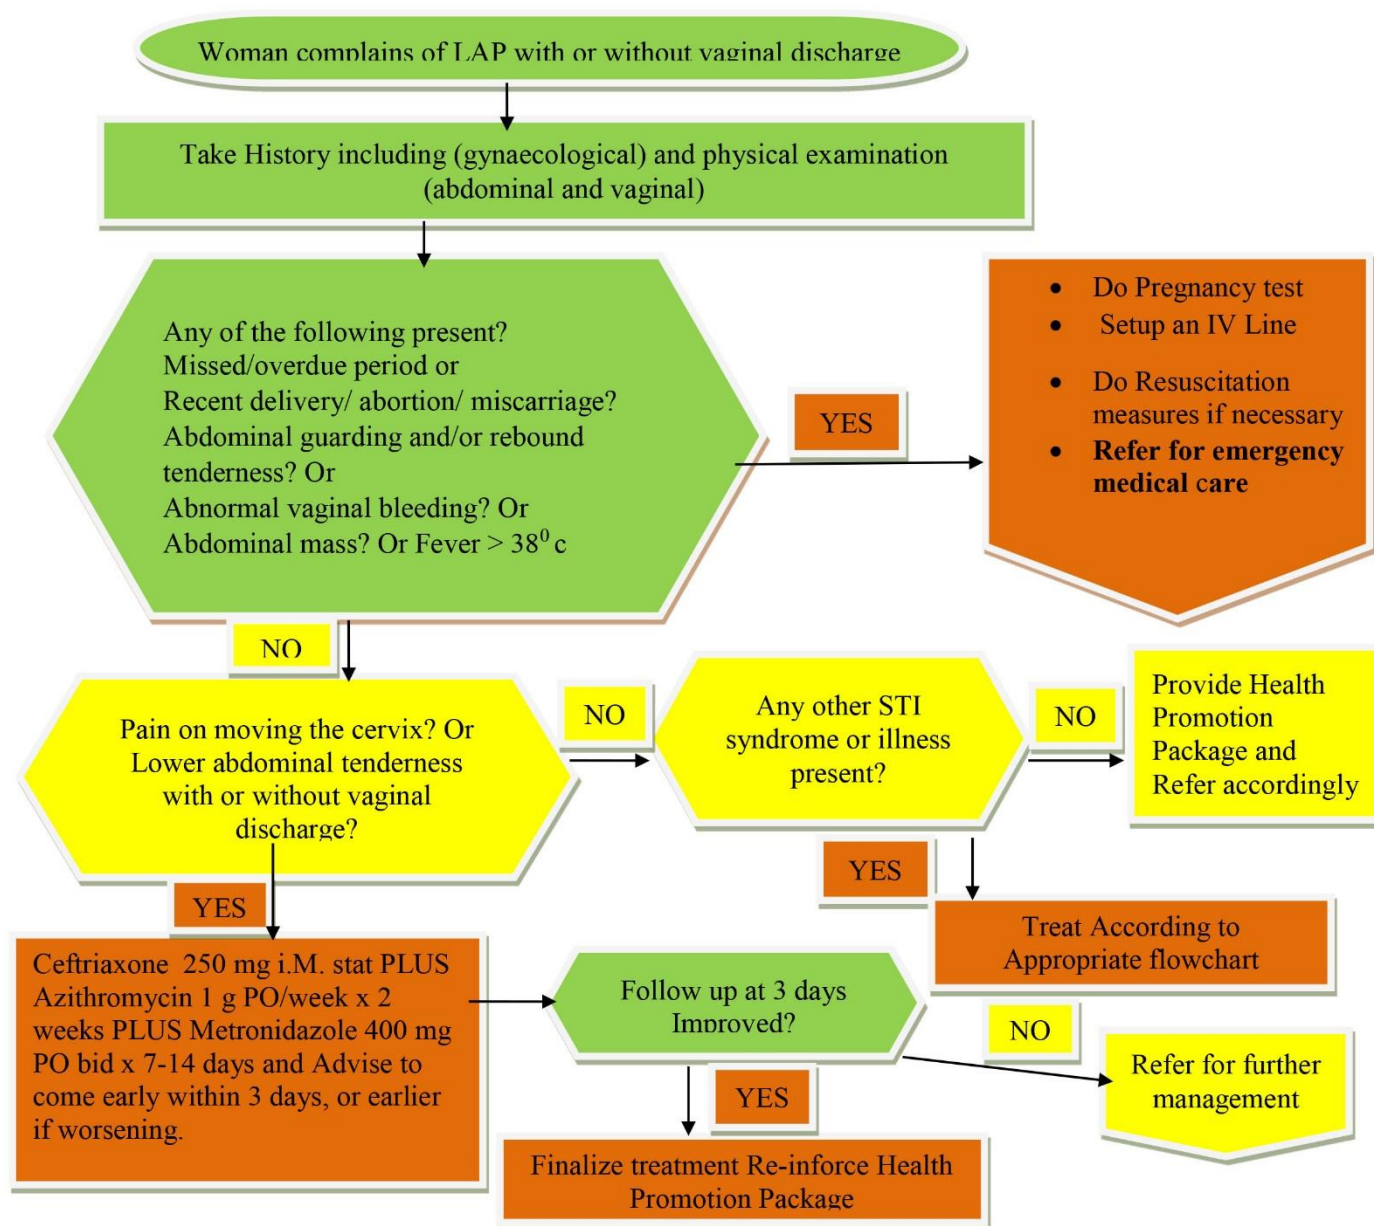 Woman complains of LAP with or without vaginal discharge
Take History including (gynaecological) and physical examination
(abdominal and vaginal)
Any of the following present?
Missed/overdue period or
Recent delivery/ abortion/ miscarriage?
Abdominal guarding and/or rebound
tenderness? Or
Abnormal vaginal bleeding? Or
Abdominal mass? Or Fever > 38⁰ c
YES
• Do Pregnancy test
• Setup an IV Line
• Do Resuscitation
measures if necessary
• Refer for emergency
medical care
NO
Pain on moving the cervix? Or
Lower abdominal tenderness
with or without vaginal
discharge?
NO
Any other STI
syndrome or illness
present?
NO
Provide Health
Promotion
Package and
Refer accordingly
YES
Treat According to
Appropriate flowchart
YES
Ceftriaxone 250 mg i.M. stat PLUS
Azithromycin 1 g PO/week x 2
weeks PLUS Metronidazole 400 mg
PO bid x 7-14 days and Advise to
come early within 3 days, or earlier
if worsening.
Follow up at 3 days
Improved?
NO
Refer for further
management
YES
Finalize treatment Re-inforce Health
Promotion Package